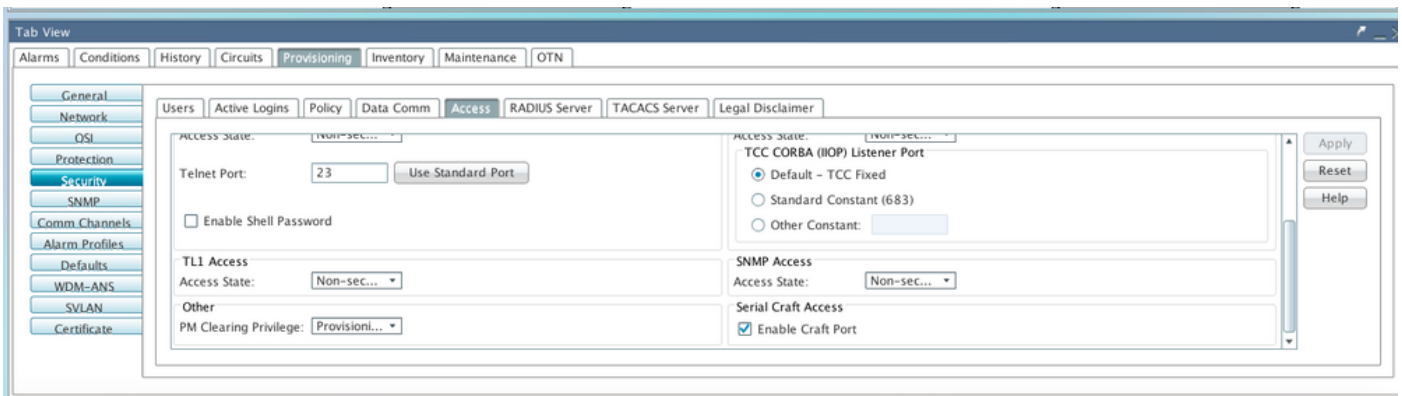 Tab View
Alarms Conditions History Circuits Provisioning Inventory Maintenance OTN
General
Network
OSI
Protection
Security
SNMP
Comm Channels
Alarm Profiles
Defaults
WDM-ANS
SVLAN
Certificate
Users Active Logins Policy Data Comm Access RADIUS Server TACACS Server Legal Disclaimer
Access State: Non-sec...
Telnet Port: 23 Use Standard Port
Enable Shell Password
Access State: Non-sec...
TCC CORBA (IIOP) Listener Port
Default - TCC Fixed
Standard Constant (683)
Other Constant:
TL1 Access
Access State: Non-sec...
SNMP Access
Access State: Non-sec...
Other
PM Clearing Privilege: Provisioni...
Serial Craft Access
Enable Craft Port
Apply
Reset
Help